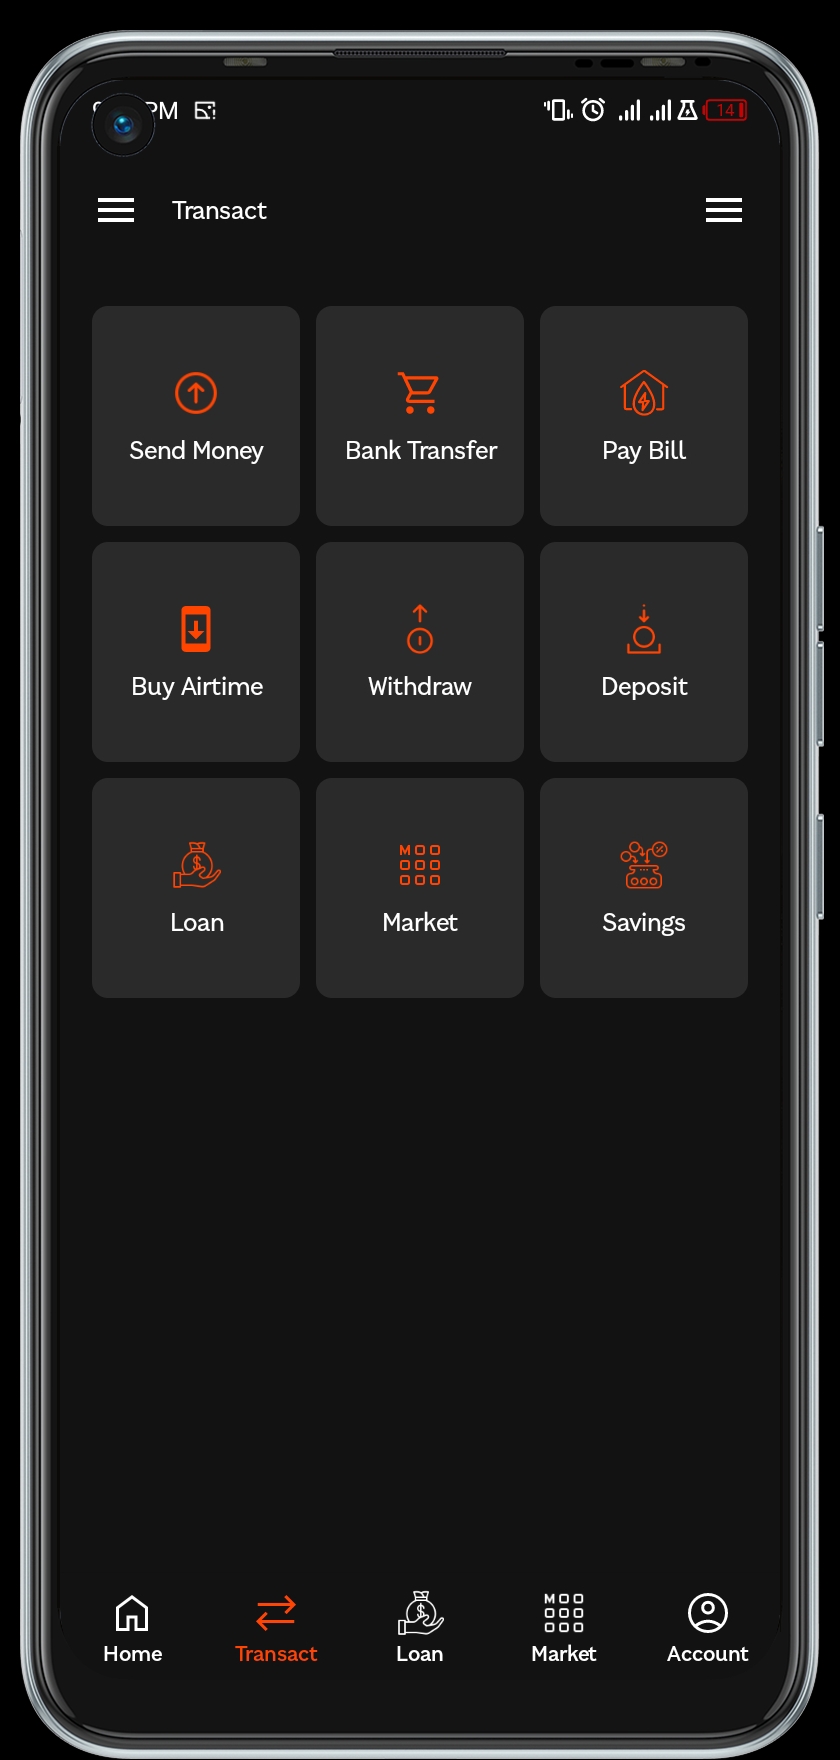 PM
14
Transact
Send Money
Bank Transfer
Pay Bill
Buy Airtime
Withdraw
Deposit
Loan
Market
Savings
Home
Transact
Loan
Market
Account